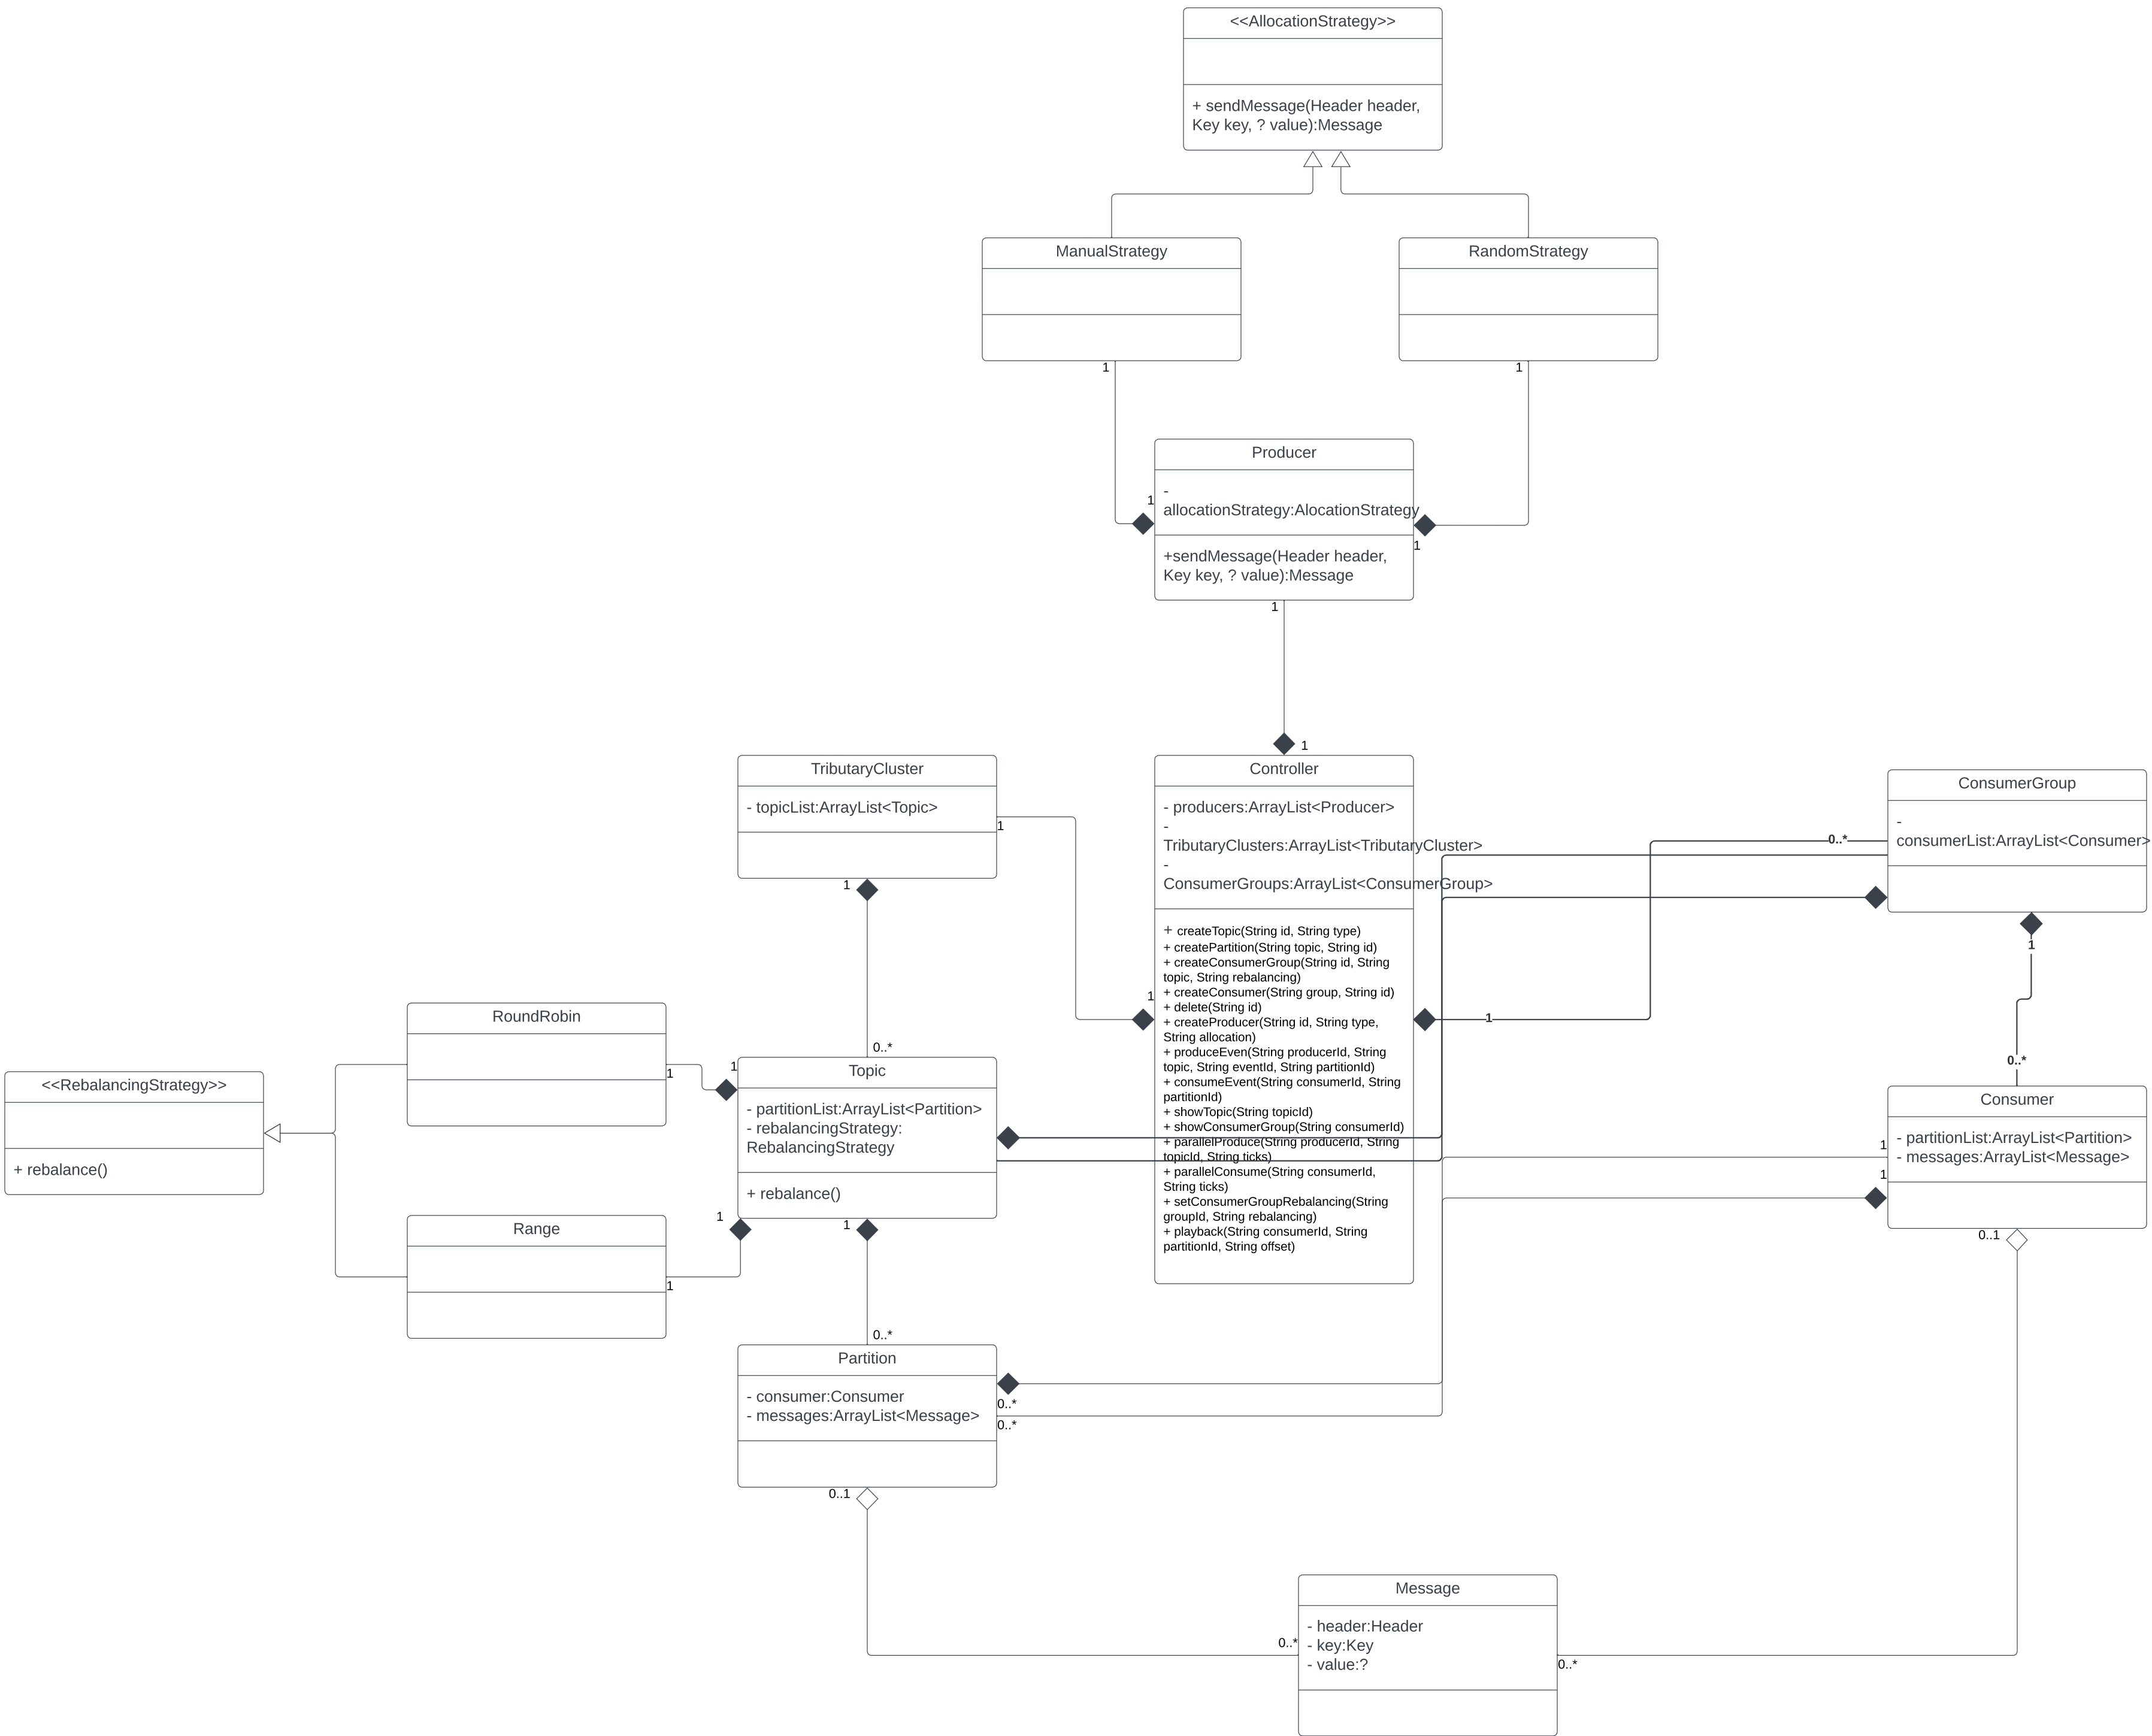 <<AllocationStrategy>>
+ sendMessage(Header header,
Key key, ? value):Message
ManualStrategy
RandomStrategy
1
1
Producer
-
allocationStrategy:AlocationStrategy
+sendMessage(Header header,
Key key, ? value):Message
1
1
1
1
TributaryCluster
- topicList:ArrayList<Topic>
1
1
Controller
- producers:ArrayList<Producer>
-
TributaryClusters:ArrayList<TributaryCluster>
-
ConsumerGroups:ArrayList<ConsumerGroup>
+ createTopic(String id, String type)
+ createPartition(String topic, String id)
+ createConsumerGroup(String id, String
topic, String rebalancing)
+ createConsumer(String group, String id)
+ delete(String id)
+ createProducer(String id, String type,
String allocation)
+ produceEven(String producerId, String
topic, String eventId, String partitionId)
+ consumeEvent(String consumerId, String
partitionId)
+ showTopic(String topicId)
+ showConsumerGroup(String consumerId)
+ parallelProduce(String producerId, String
topicId, String ticks)
+ parallelConsume(String consumerId,
String ticks)
+ setConsumerGroupRebalancing(String
groupId, String rebalancing)
+ playback(String consumerId, String
partitionId, String offset)
1
1
ConsumerGroup
-
consumerList:ArrayList<Consumer>
0..*
1
0..*
Consumer
- partitionList:ArrayList<Partition>
- messages:ArrayList<Message>
1
1
0..1
RoundRobin
1
<<RebalancingStrategy>>
+ rebalance()
Range
1
0..*
1
Topic
- partitionList:ArrayList<Partition>
- rebalancingStrategy:
RebalancingStrategy
+ rebalance()
1
1
0..*
Partition
- consumer:Consumer
- messages:ArrayList<Message>
0..*
0..*
0..1
Message
- header:Header
- key:Key
- value:?
0..*
0..*